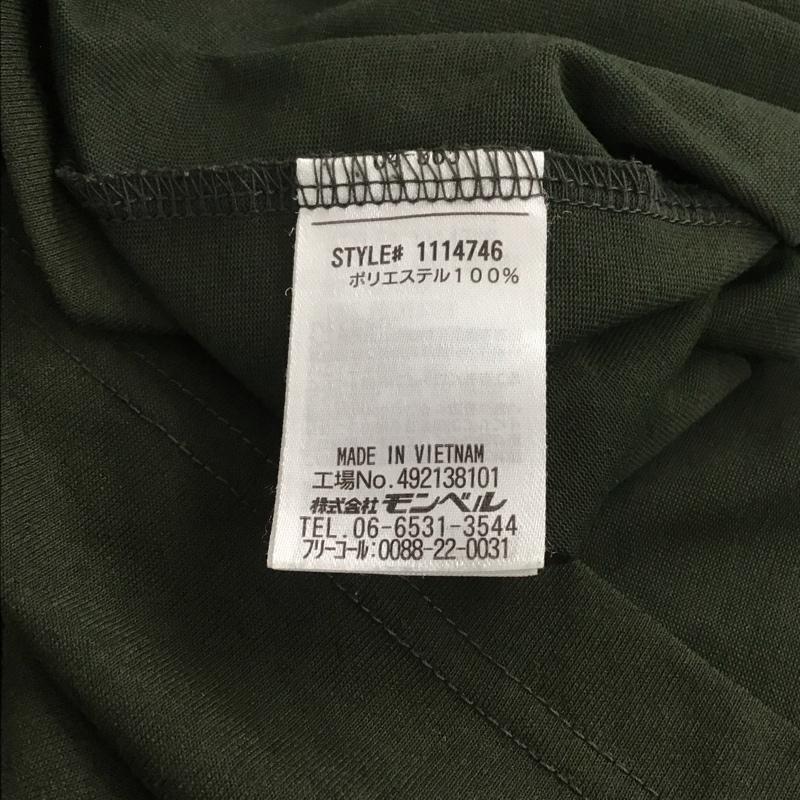 STYLE# 1114746
ポリエステル100%
MADE IN VIETNAM
工場No.492138101
株式会社モンベル
TEL.06-6531-3544
フリーコール:0088-22-0031